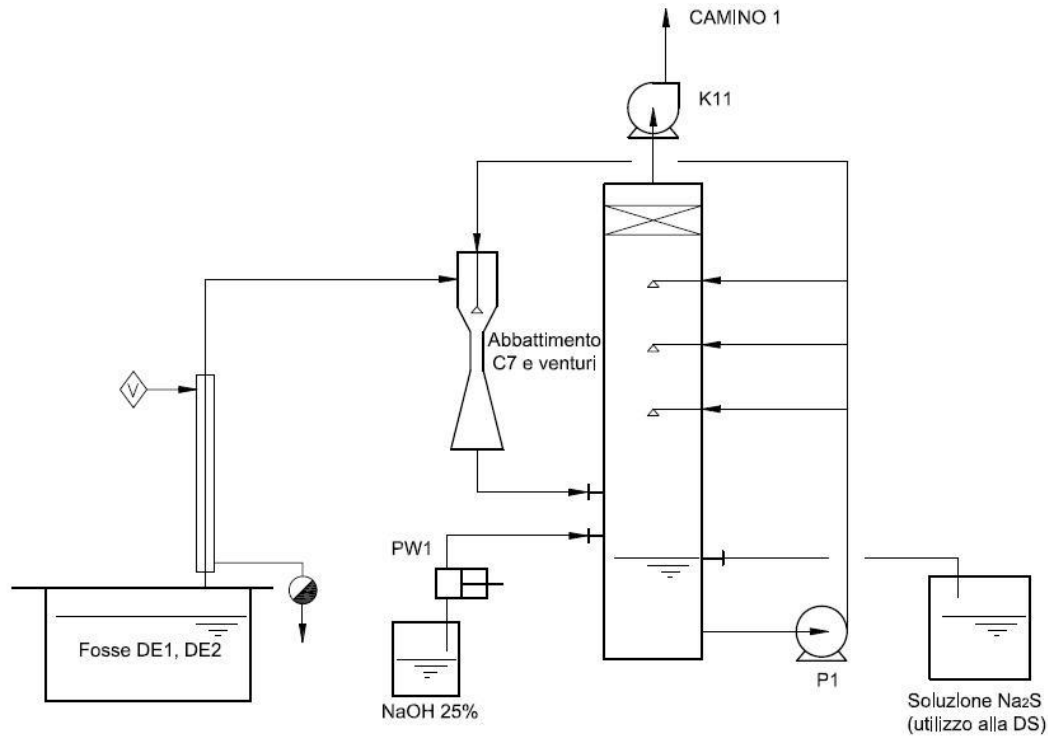 CAMINO 1
K11
Abbattimento
C7 e venturi
V
PW1
Fosse DE1, DE2
NaOH 25%
P1
Soluzione Na₂S
(utilizzo alla DS)